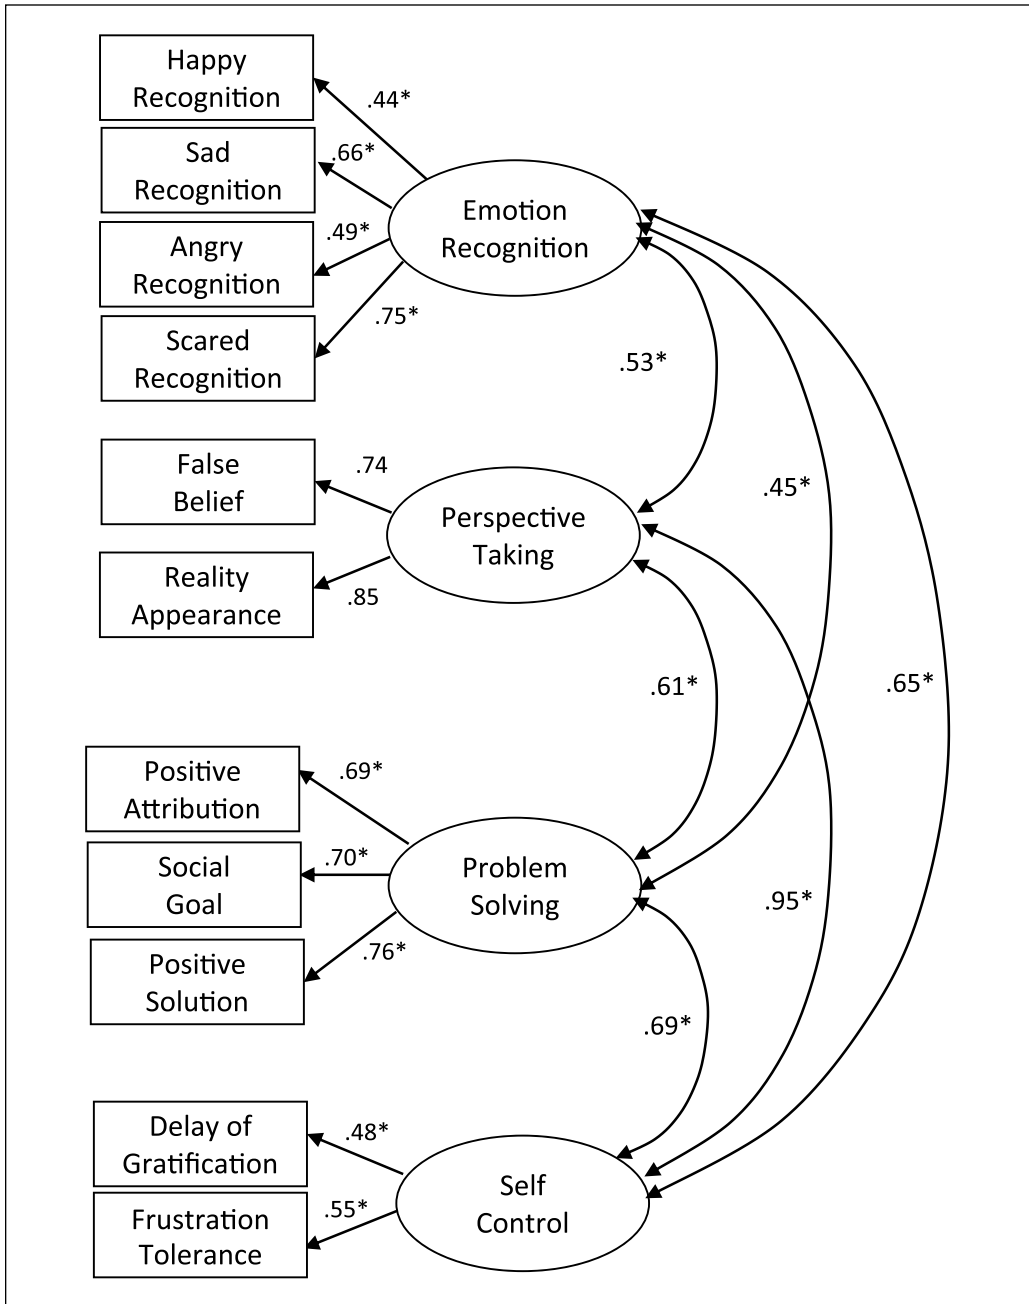 Happy
Recognition
.44*
Sad
Recognition
.66*
Angry
Recognition
.49*
Scared
Recognition
.75*
Emotion
Recognition
.53*
False
Belief
.74
Reality
Appearance
.85
Perspective
Taking
.45*
.61*
.65*
Positive
Attribution
.69*
Social
Goal
.70*
Positive
Solution
.76*
Problem
Solving
.95*
.69*
Delay of
Gratification
.48*
Frustration
Tolerance
.55*
Self
Control